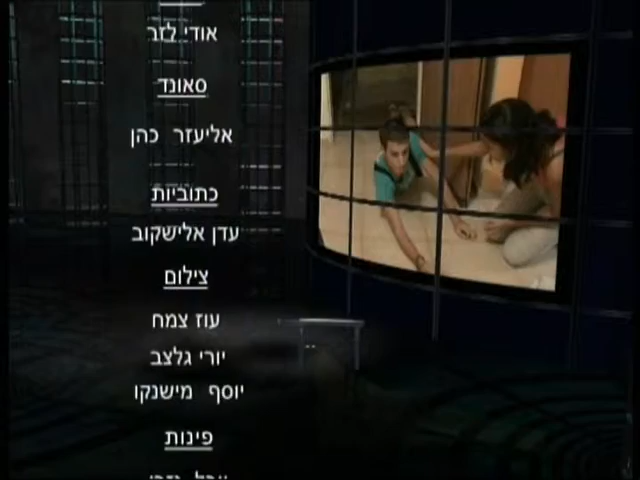 אודי לזר
סאונד
אליעזר כהן
כתוביות
עדן אלישקוב
צילום
עוז צמח
יורי גלצב
יוסף מישנקו
פינות